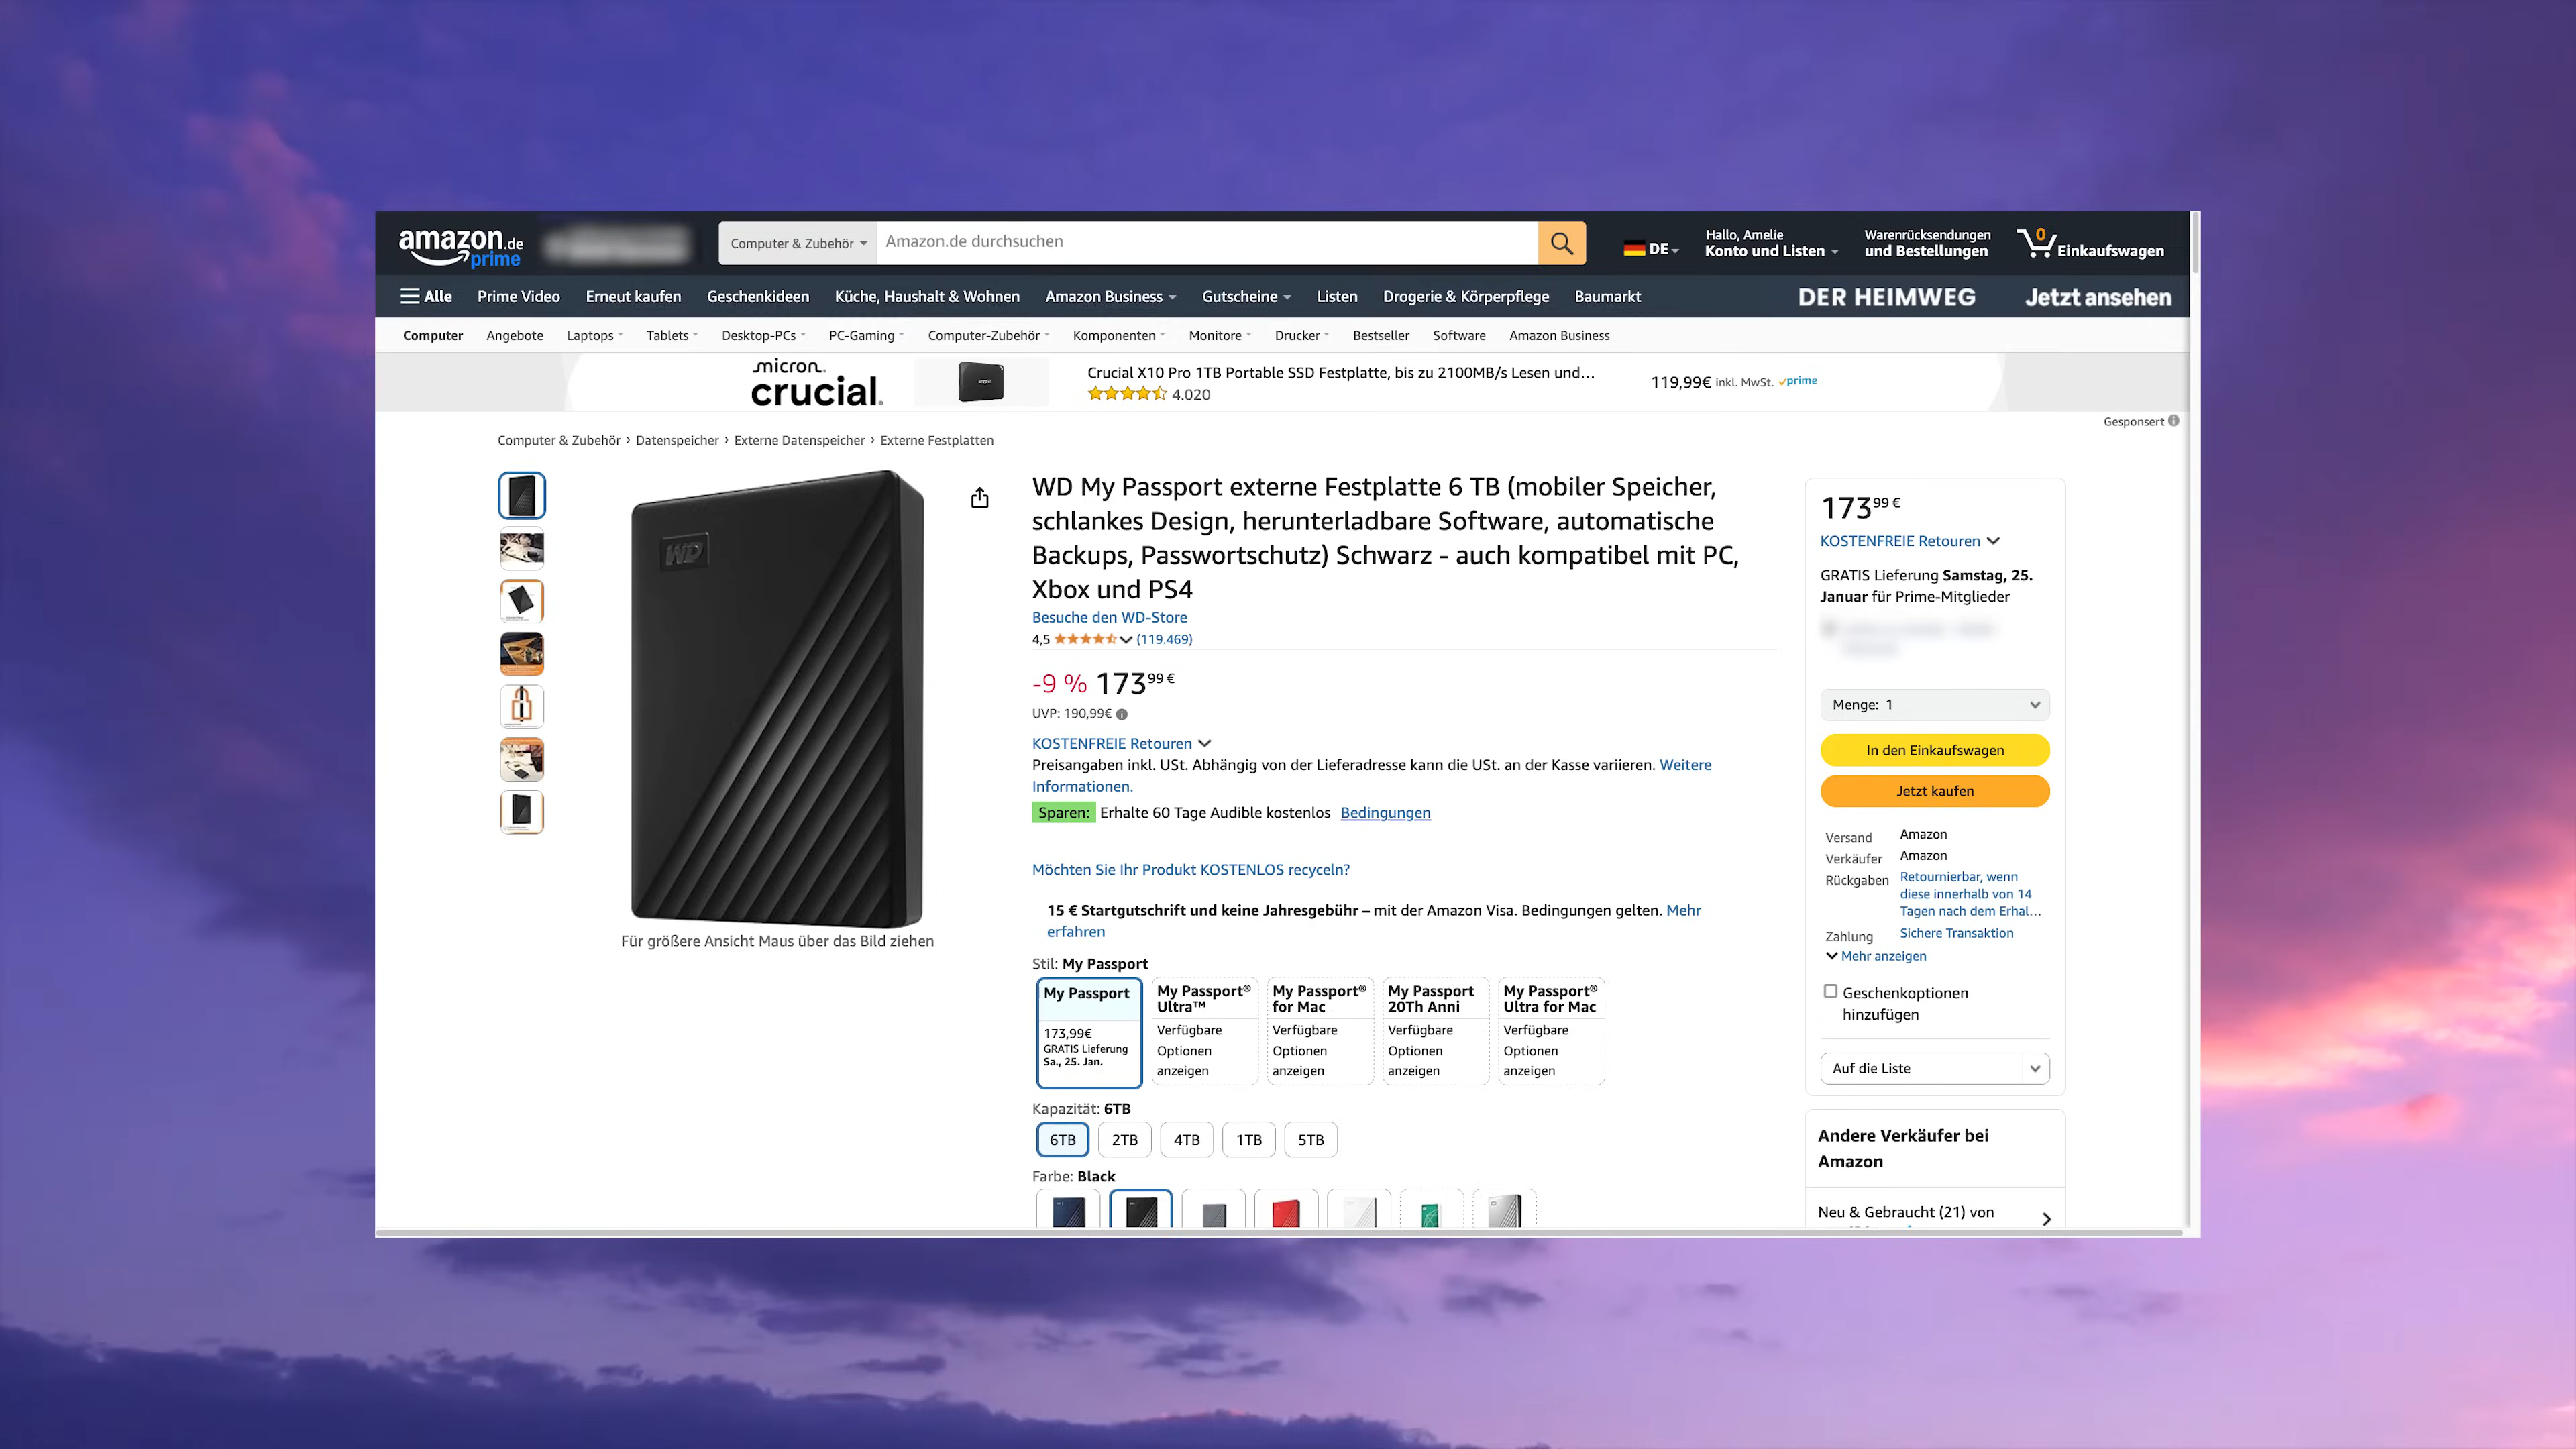 amazon.de
prime
Computer & Zubehör
Amazon.de durchsuchen
DE
Hallo, Amelie
Konto und Listen
Warenrücksendungen
und Bestellungen
0
Einkaufswagen
Alle
Prime Video
Erneut kaufen
Geschenkideen
Küche, Haushalt & Wohnen
Amazon Business
Gutscheine
Listen
Drogerie & Körperpflege
Baumarkt
DER HEIMWEG
Jetzt ansehen
Computer
Angebote
Laptops
Tablets
Desktop-PCs
PC-Gaming
Computer-Zubehör
Komponenten
Monitore
Drucker
Bestseller
Software
Amazon Business
micron.
crucial.
Crucial X10 Pro 1TB Portable SSD Festplatte, bis zu 2100MB/s Lesen und…
4.020
119,99€ inkl. MwSt. prime
Gesponsert
Computer & Zubehör › Datenspeicher › Externe Datenspeicher › Externe Festplatten
WD
Für größere Ansicht Maus über das Bild ziehen
WD My Passport externe Festplatte 6 TB (mobiler Speicher,
schlankes Design, herunterladbare Software, automatische
Backups, Passwortschutz) Schwarz - auch kompatibel mit PC,
Xbox und PS4
Besuche den WD-Store
4,5 (119.469)
-9 % 173 99 €
UVP: 190,99€
KOSTENFREIE Retouren
Preisangaben inkl. USt. Abhängig von der Lieferadresse kann die USt. an der Kasse variieren. Weitere
Informationen.
Sparen: Erhalte 60 Tage Audible kostenlos Bedingungen
Möchten Sie Ihr Produkt KOSTENLOS recyceln?
15 € Startgutschrift und keine Jahresgebühr – mit der Amazon Visa. Bedingungen gelten. Mehr
erfahren
Stil: My Passport
My Passport
173,99€
GRATIS Lieferung
Sa., 25. Jan.
My Passport®
Ultra™
Verfügbare
Optionen
anzeigen
My Passport®
for Mac
Verfügbare
Optionen
anzeigen
My Passport
20Th Anni
Verfügbare
Optionen
anzeigen
My Passport®
Ultra for Mac
Verfügbare
Optionen
anzeigen
Kapazität: 6TB
6TB
2TB
4TB
1TB
5TB
Farbe: Black
173 99 €
KOSTENFREIE Retouren
GRATIS Lieferung Samstag, 25.
Januar für Prime-Mitglieder
Menge: 1
In den Einkaufswagen
Jetzt kaufen
Versand Amazon
Verkäufer Amazon
Rückgaben Retournierbar, wenn
diese innerhalb von 14
Tagen nach dem Erhal…
Zahlung Sichere Transaktion
Mehr anzeigen
Geschenkoptionen
hinzufügen
Auf die Liste
Andere Verkäufer bei
Amazon
Neu & Gebraucht (21) von